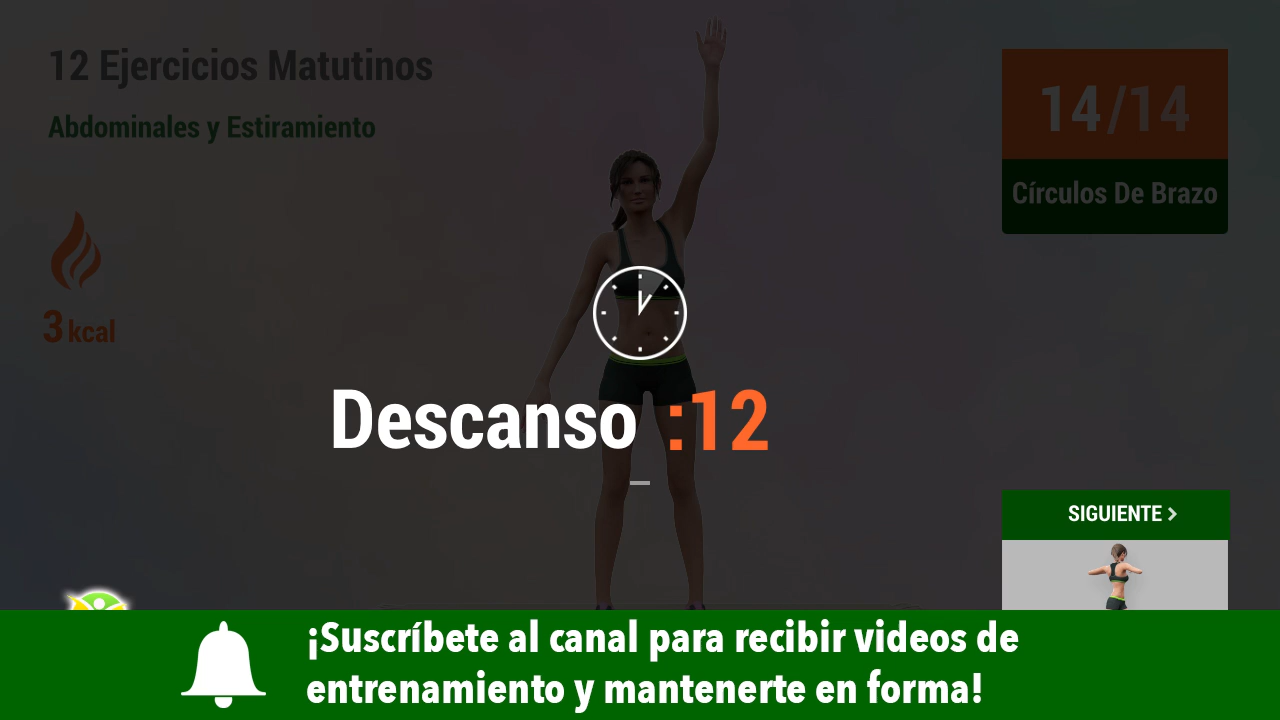 12 Ejercicios Matutinos
Abdominales y Estiramiento
14/14
Círculos De Brazo
3 kcal
Descanso :12
SIGUIENTE >
¡Suscríbete al canal para recibir videos de
entrenamiento y mantenerte en forma!